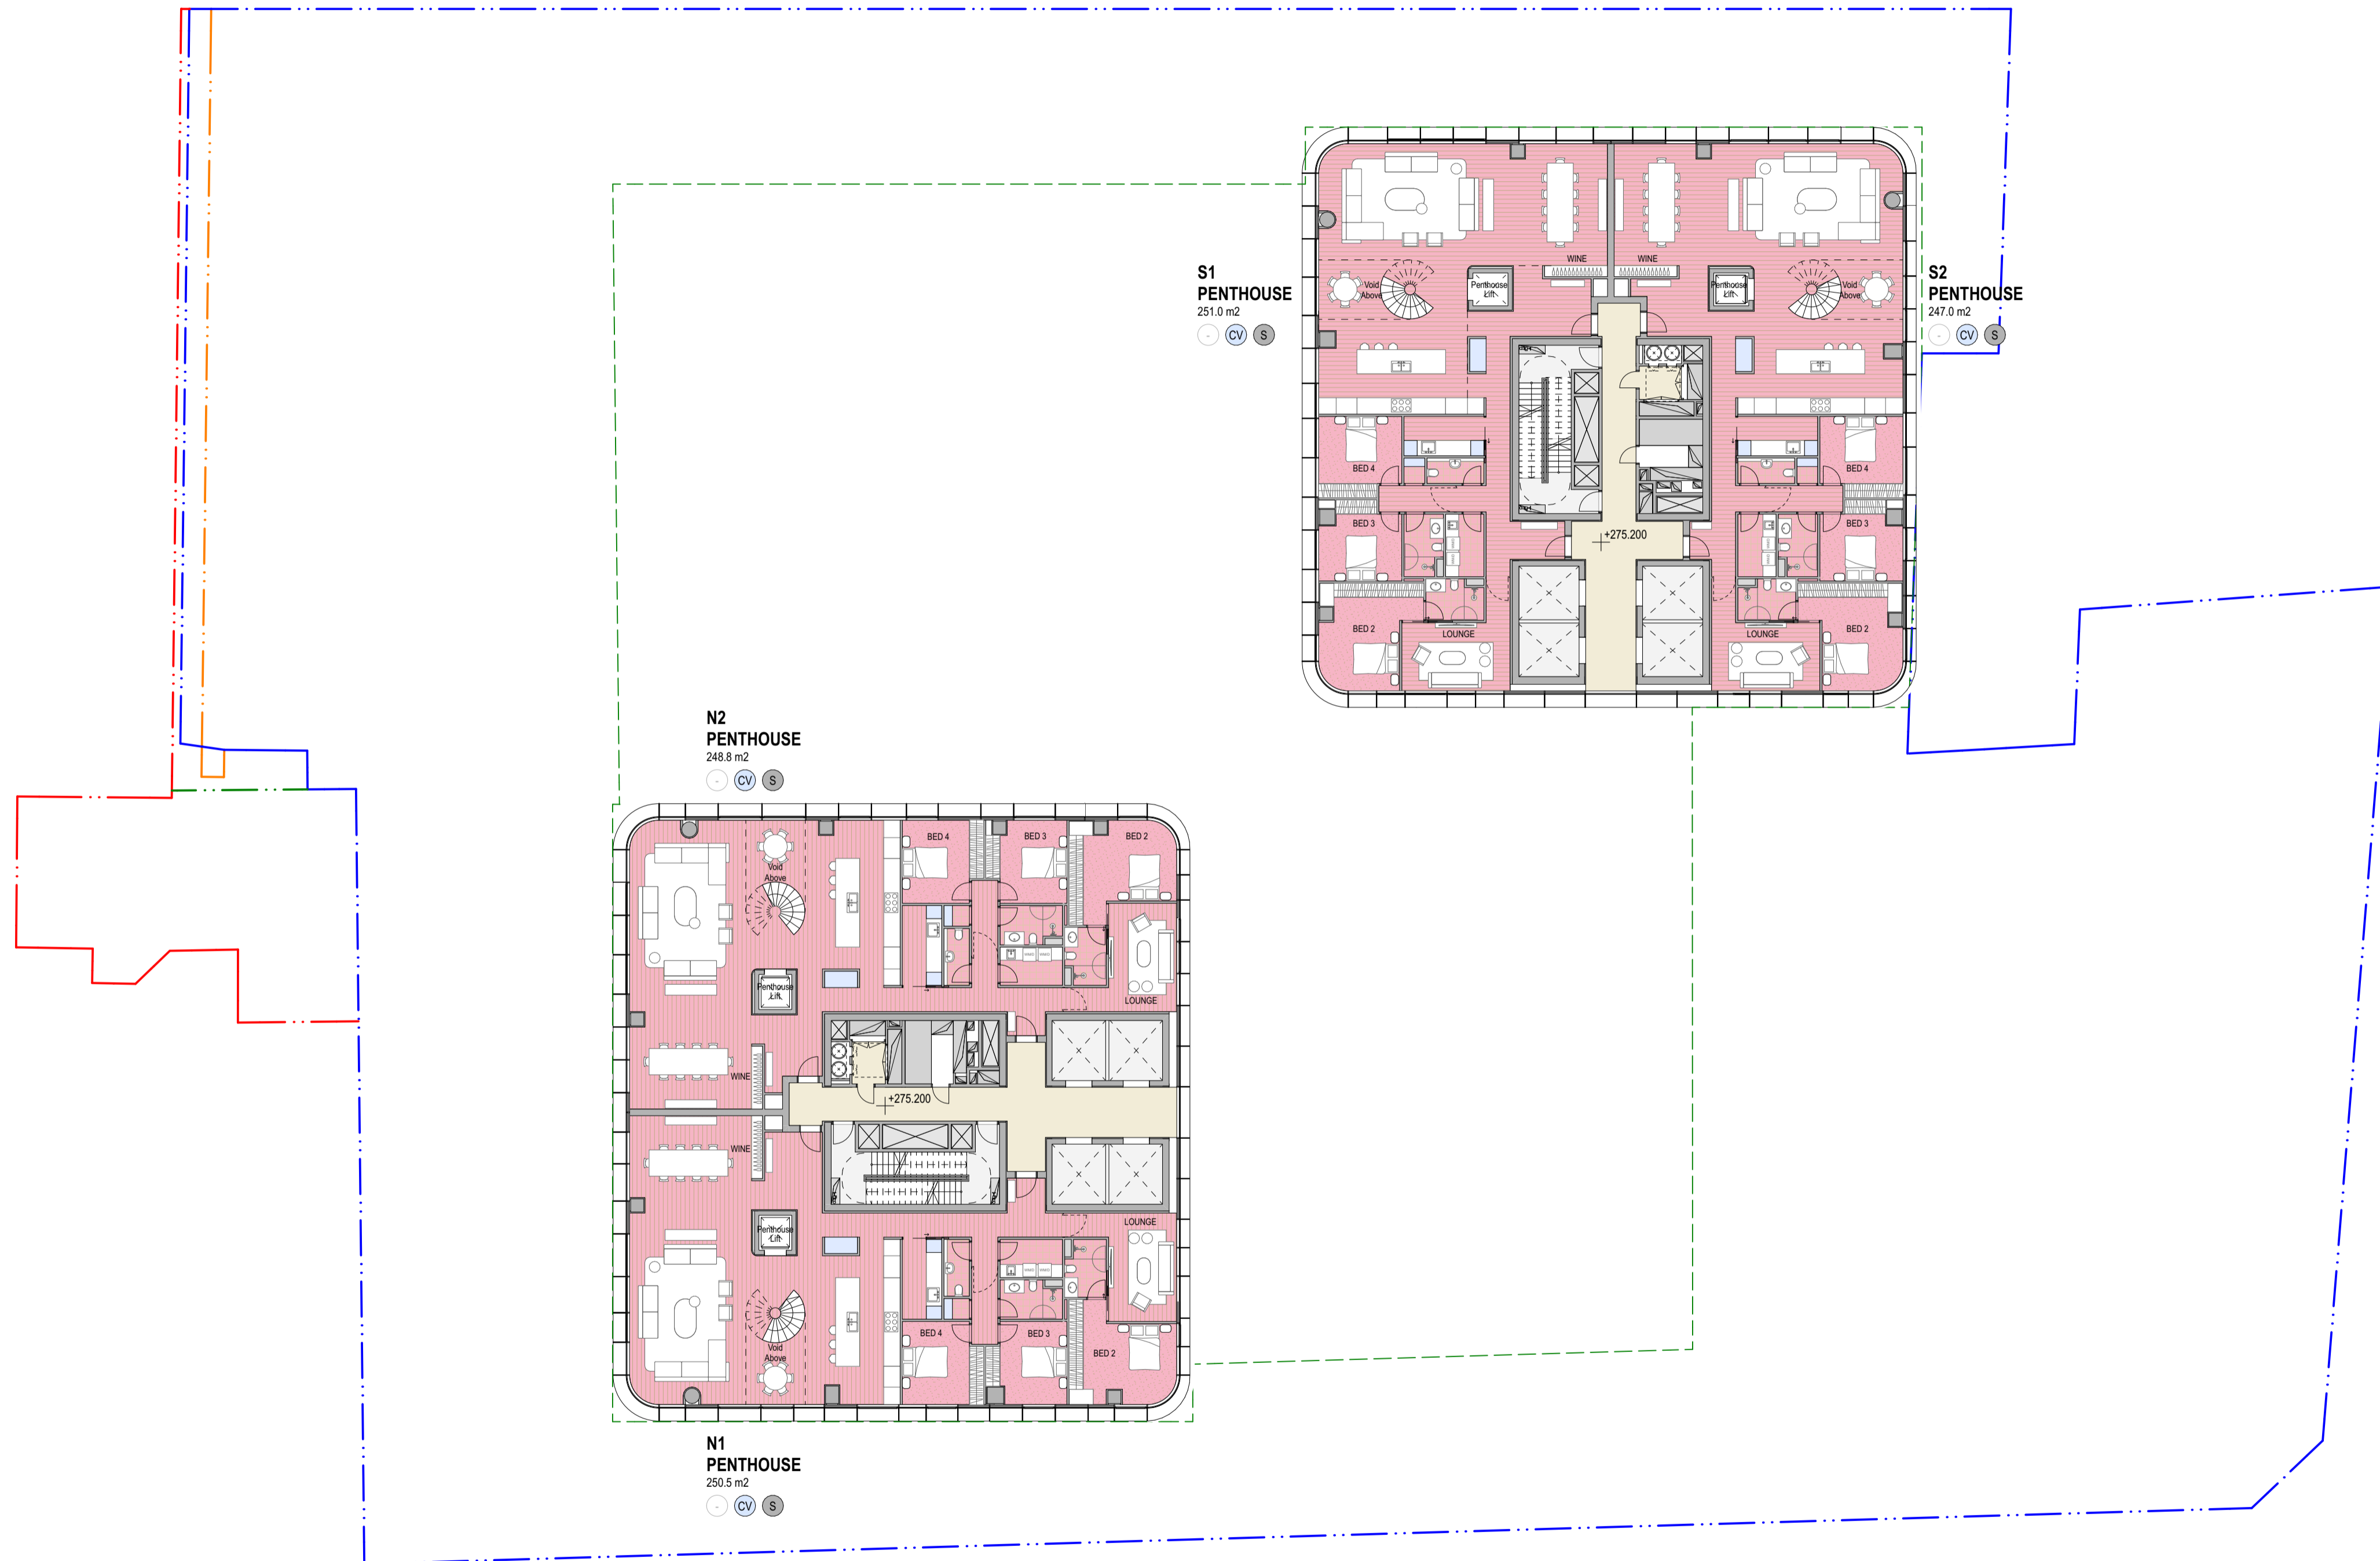 S1
PENTHOUSE
251.0 m2
- CV S
WINE
WINE
Void
Above
Penthouse
Lift
Penthouse
Lift
Void
Above
S2
PENTHOUSE
247.0 m2
- CV S
BED 4
BED 4
BED 3
BED 3
+275.200
BED 2
LOUNGE
LOUNGE
BED 2
N2
PENTHOUSE
248.8 m2
- CV S
BED 4
BED 3
BED 2
Void
Above
Penthouse
Lift
LOUNGE
WINE
+275.200
WINE
Penthouse
Lift
LOUNGE
Void
Above
BED 4
BED 3
BED 2
N1
PENTHOUSE
250.5 m2
- CV S